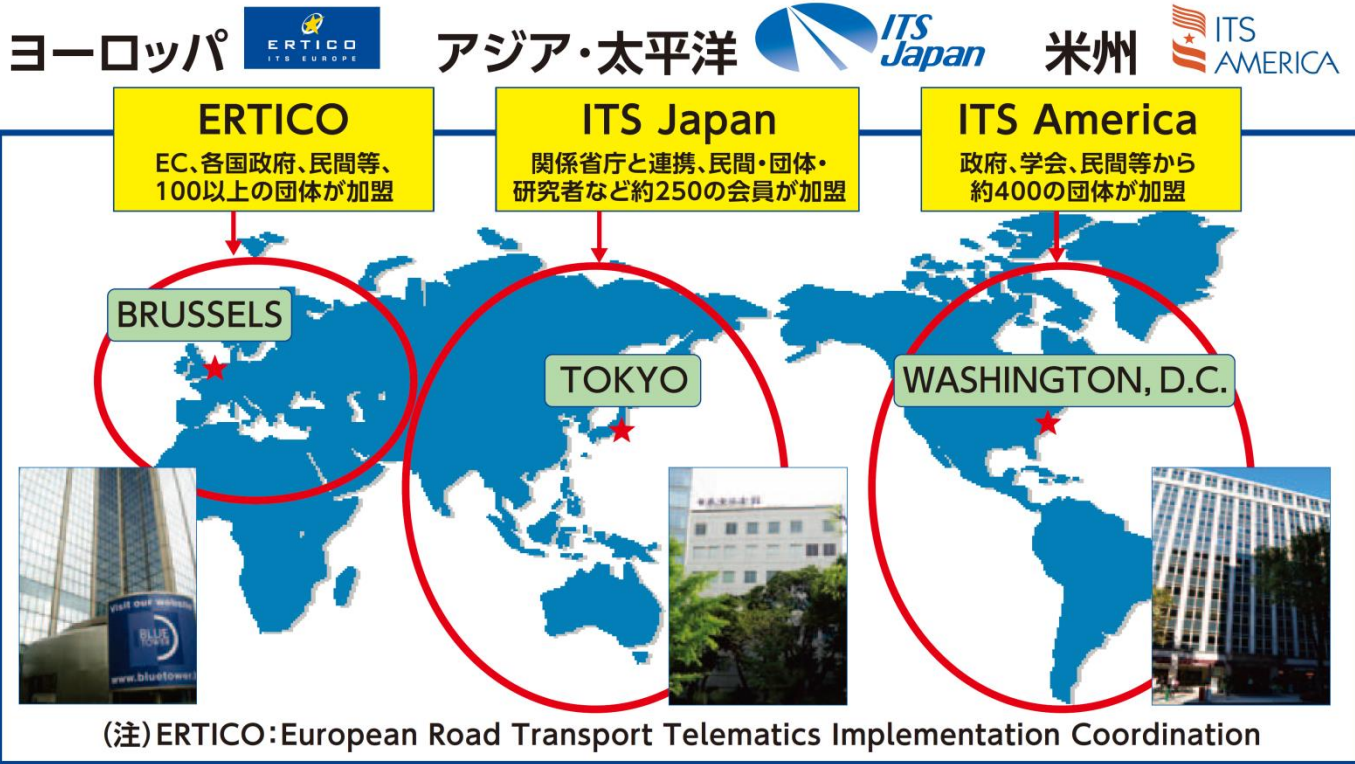 ヨーロッパ
ERTICO
ITS EUROPE
アジア・太平洋
ITS
Japan
米州
ITS
AMERICA
ERTICO
EC、各国政府、民間等、
100以上の団体が加盟
ITS Japan
関係省庁と連携、民間・団体・
研究者など約250の会員が加盟
ITS America
政府、学会、民間等から
約400の団体が加盟
BRUSSELS
TOKYO
WASHINGTON, D.C.
visit our website
BLUE
TOWER
www.bluetower.
(注)ERTICO:European Road Transport Telematics Implementation Coordination